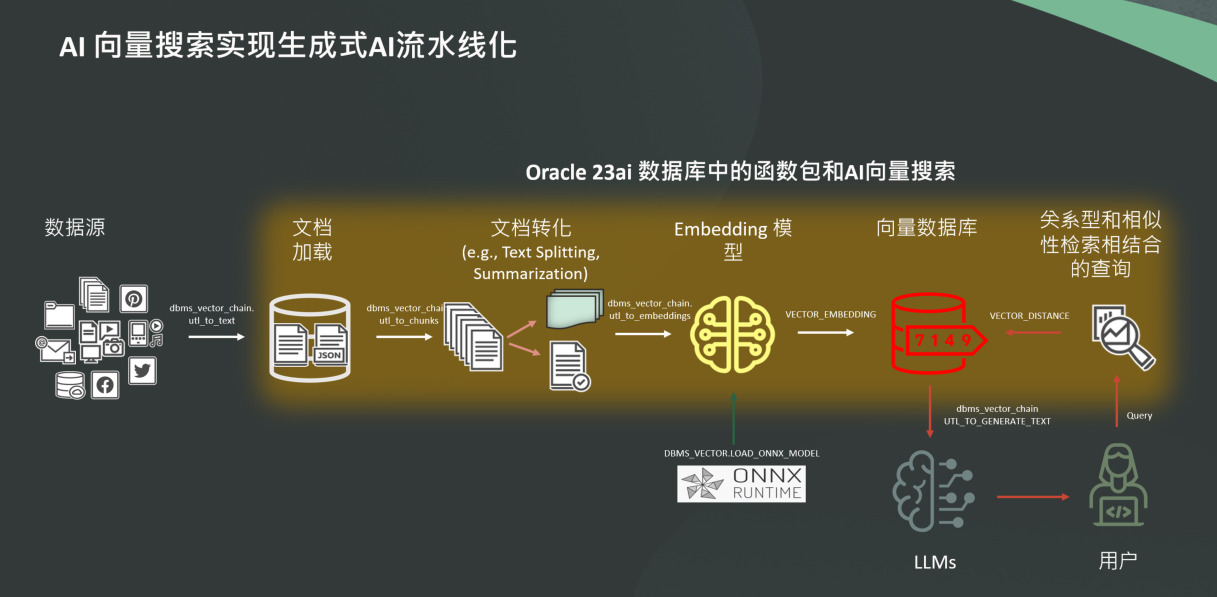 AI 向量搜索实现生成式AI流水线化
Oracle 23ai 数据库中的函数包和AI向量搜索
数据源
文档
加载
文档转化
(e.g., Text Splitting,
Summarization)
Embedding 模
型
向量数据库
关系型和相似
性检索相结合
的查询
dbms_vector_chain.
utl_to_text
JSON
dbms_vector_chai
utl_to_chunks
dbms_vector_chain.
utl_to_embeddings
VECTOR_EMBEDDING
7 1 4 9
VECTOR_DISTANCE
dbms_vector_chain
UTL_TO_GENERATE_TEXT
Query
DBMS_VECTOR.LOAD_ONNX_MODEL
ONNX
RUNTIME
LLMs
用户